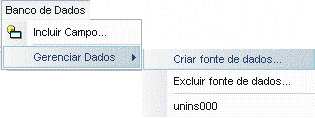 Banco de Dados
Incluir Campo...
Gerenciar Dados
Criar fonte de dados...
Excluir fonte de dados...
unins000